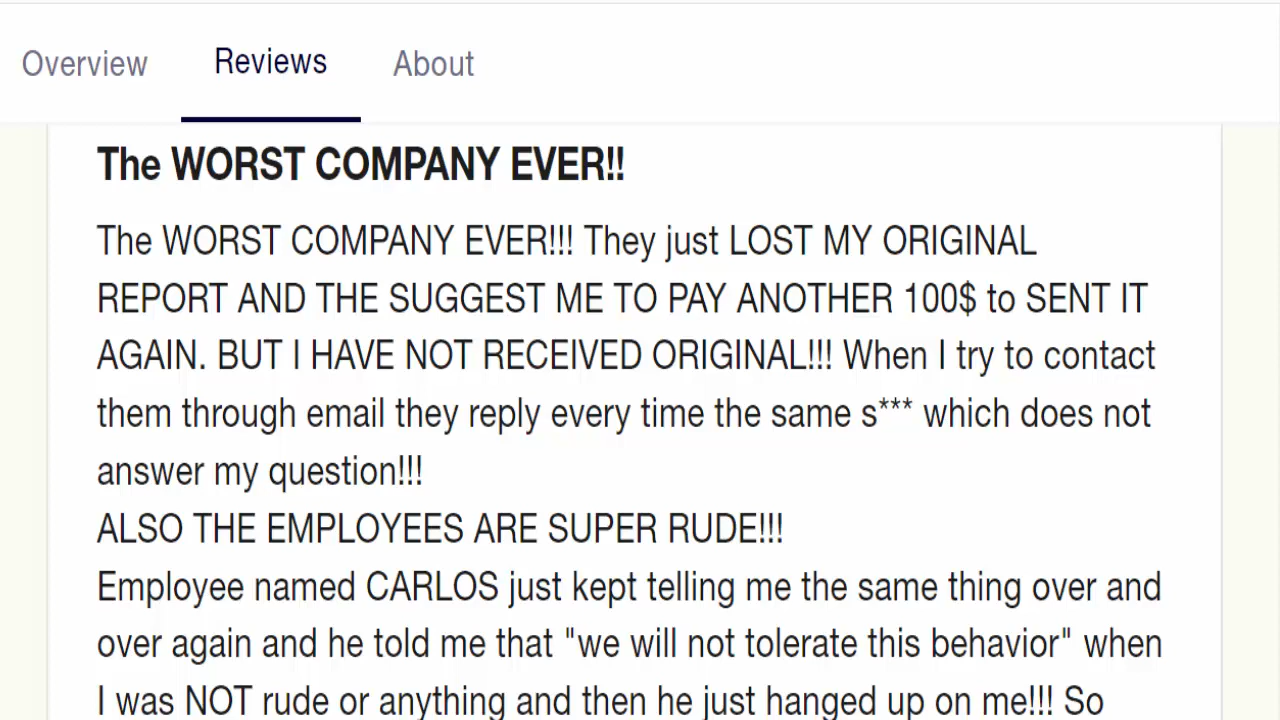 Overview Reviews About
The WORST COMPANY EVER!!
The WORST COMPANY EVER!!! They just LOST MY ORIGINAL
REPORT AND THE SUGGEST ME TO PAY ANOTHER 100$ to SENT IT
AGAIN. BUT I HAVE NOT RECEIVED ORIGINAL!!! When I try to contact
them through email they reply every time the same s*** which does not
answer my question!!!
ALSO THE EMPLOYEES ARE SUPER RUDE!!!
Employee named CARLOS just kept telling me the same thing over and
over again and he told me that "we will not tolerate this behavior" when
I was NOT rude or anything and then he just hanged up on me!!! So